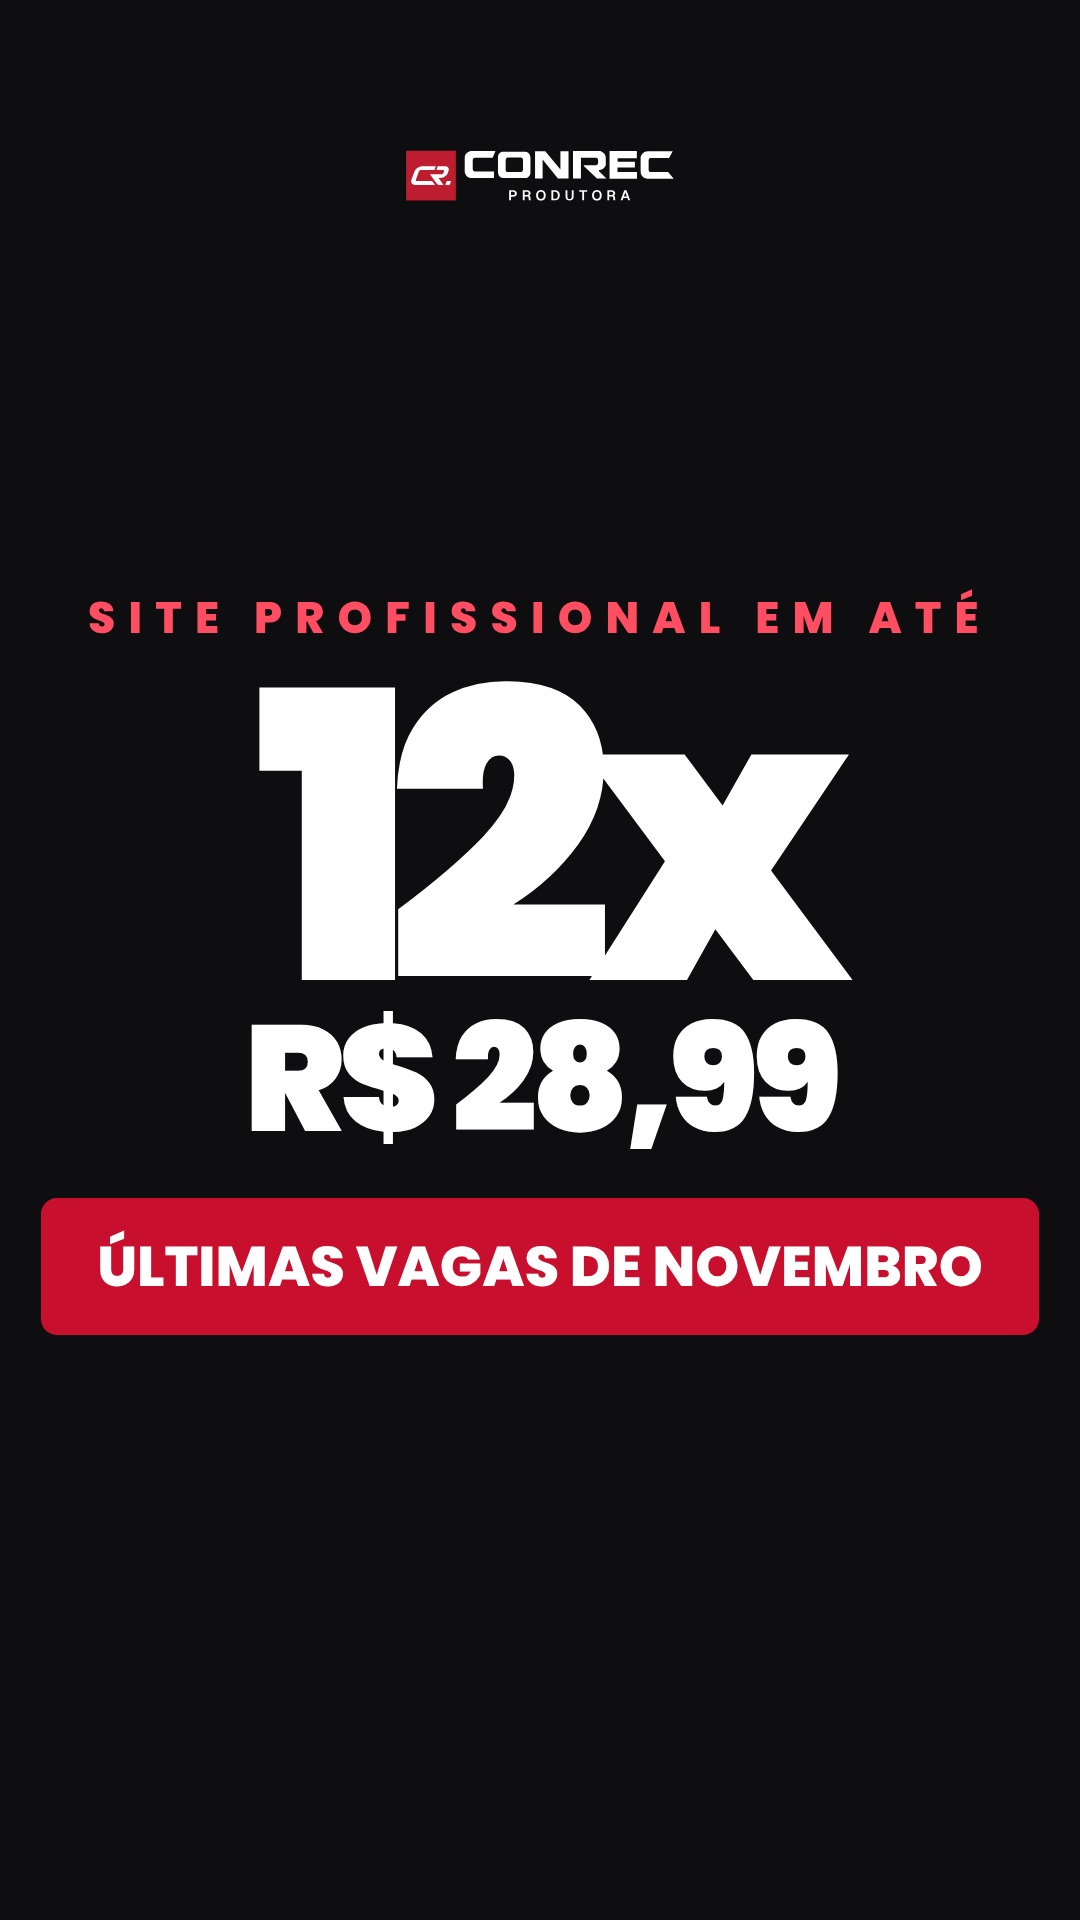 CR.
CONREC
PRODUTORA
SITE PROFISSIONAL EM ATÉ
12x
R$ 28,99
ÚLTIMAS VAGAS DE NOVEMBRO